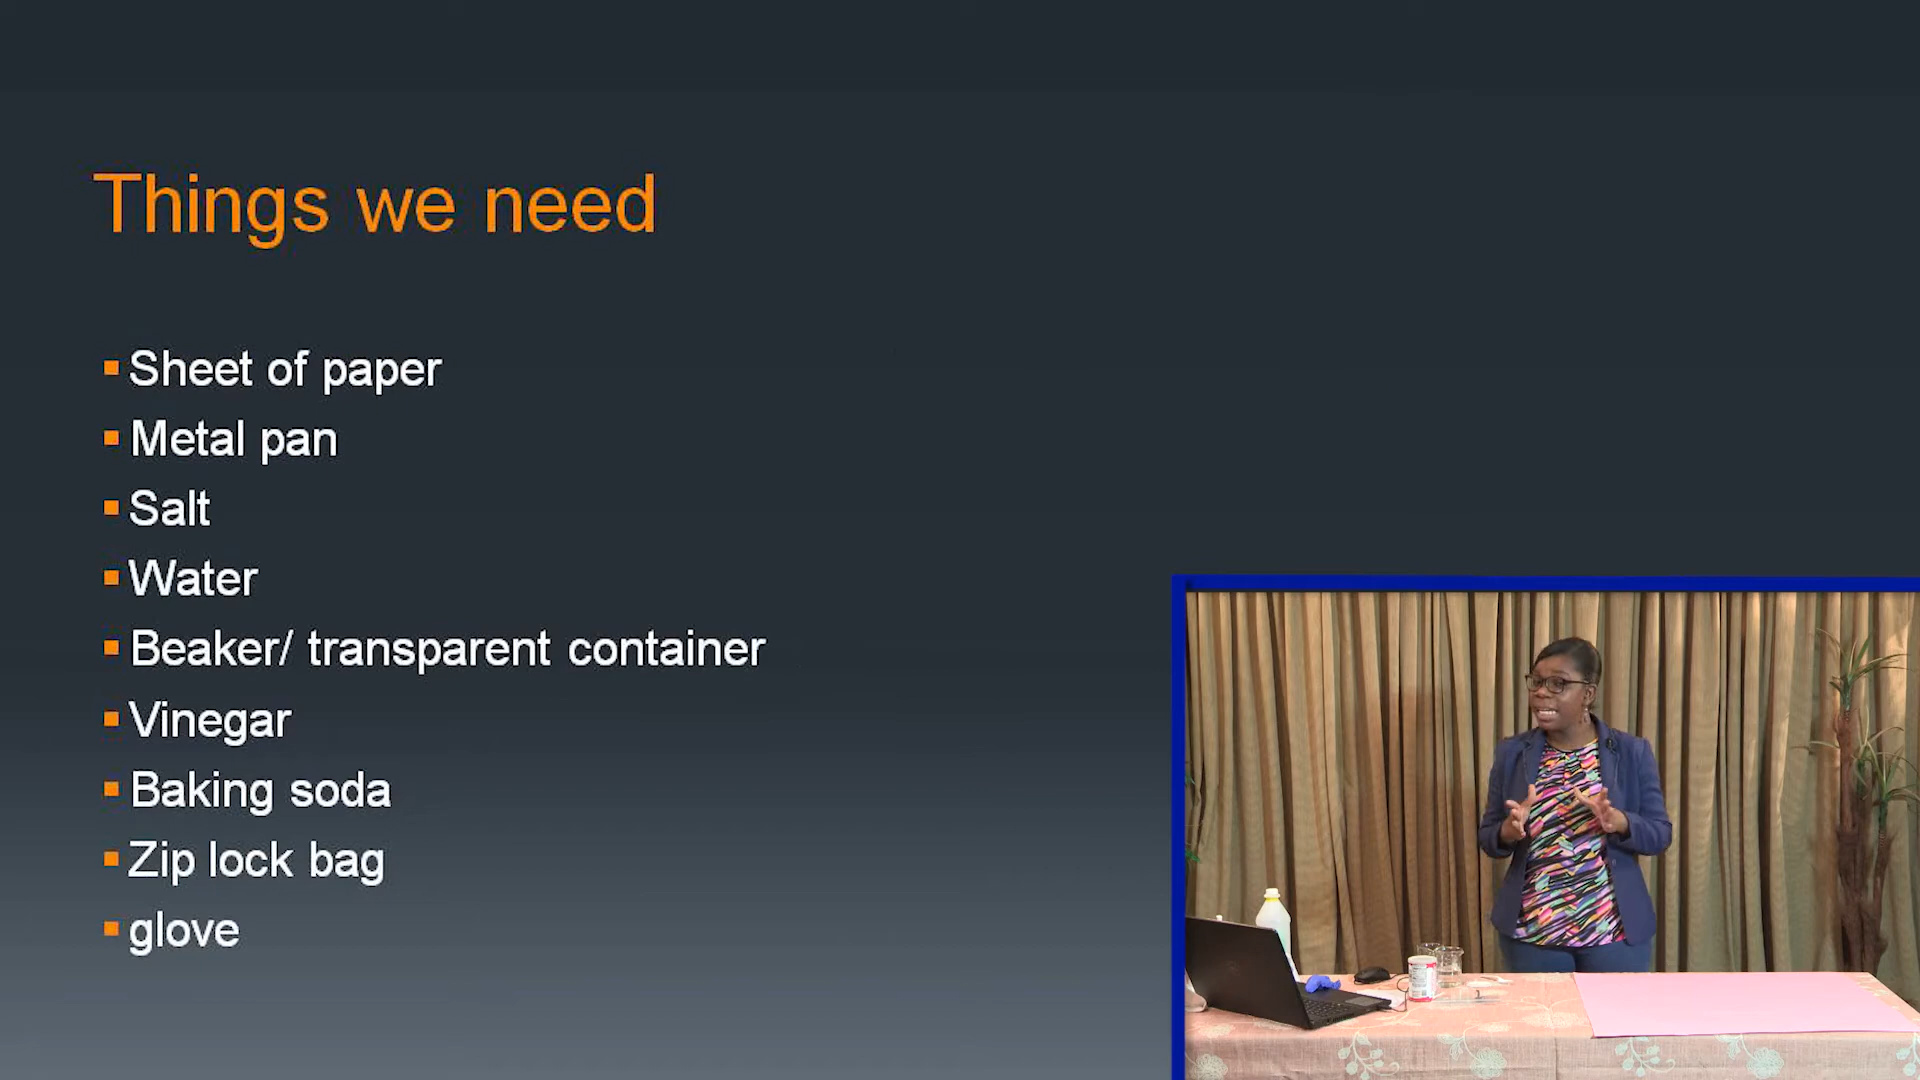 Things we need
Sheet of paper
Metal pan
Salt
Water
Beaker/ transparent container
Vinegar
Baking soda
Zip lock bag
glove